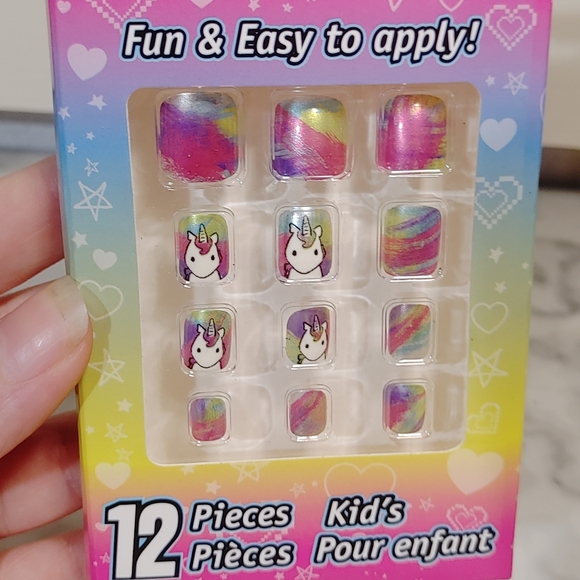 Fun & Easy to apply!
12 Pieces Kid's
Pièces Pour enfant